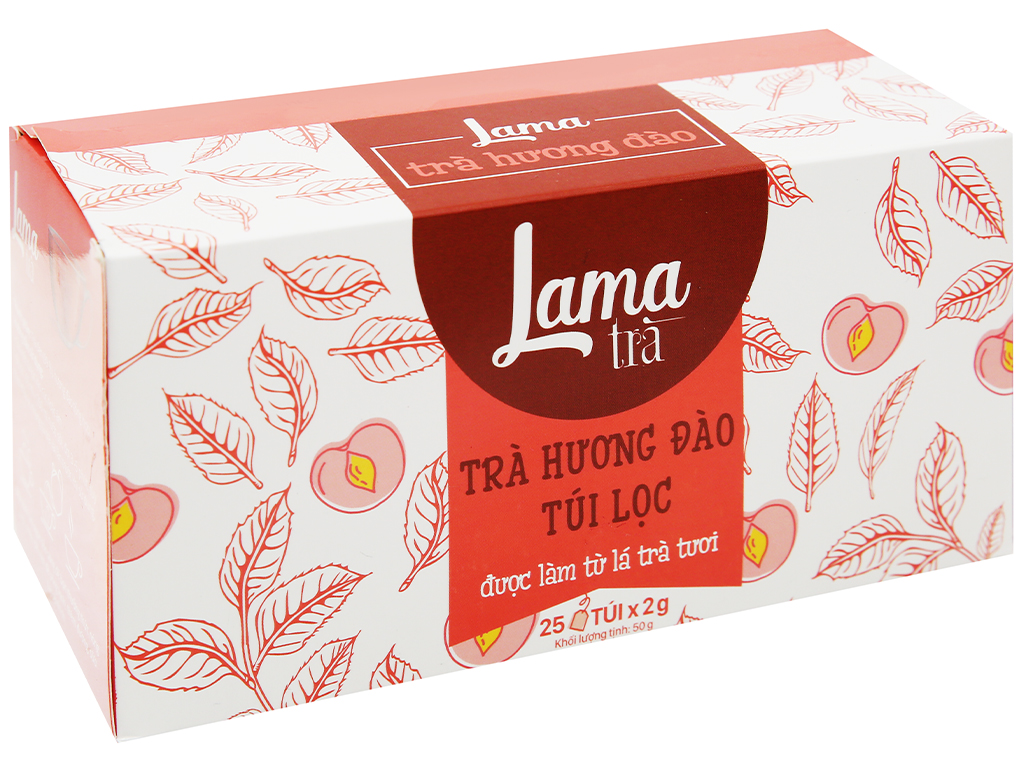 Lama
trà hương đào
Lama
trà
TRÀ HƯƠNG ĐÀO
TÚI LỌC
được làm từ lá trà tươi
25 TÚI x 2g
Khối lượng tịnh: 50 g
Lama